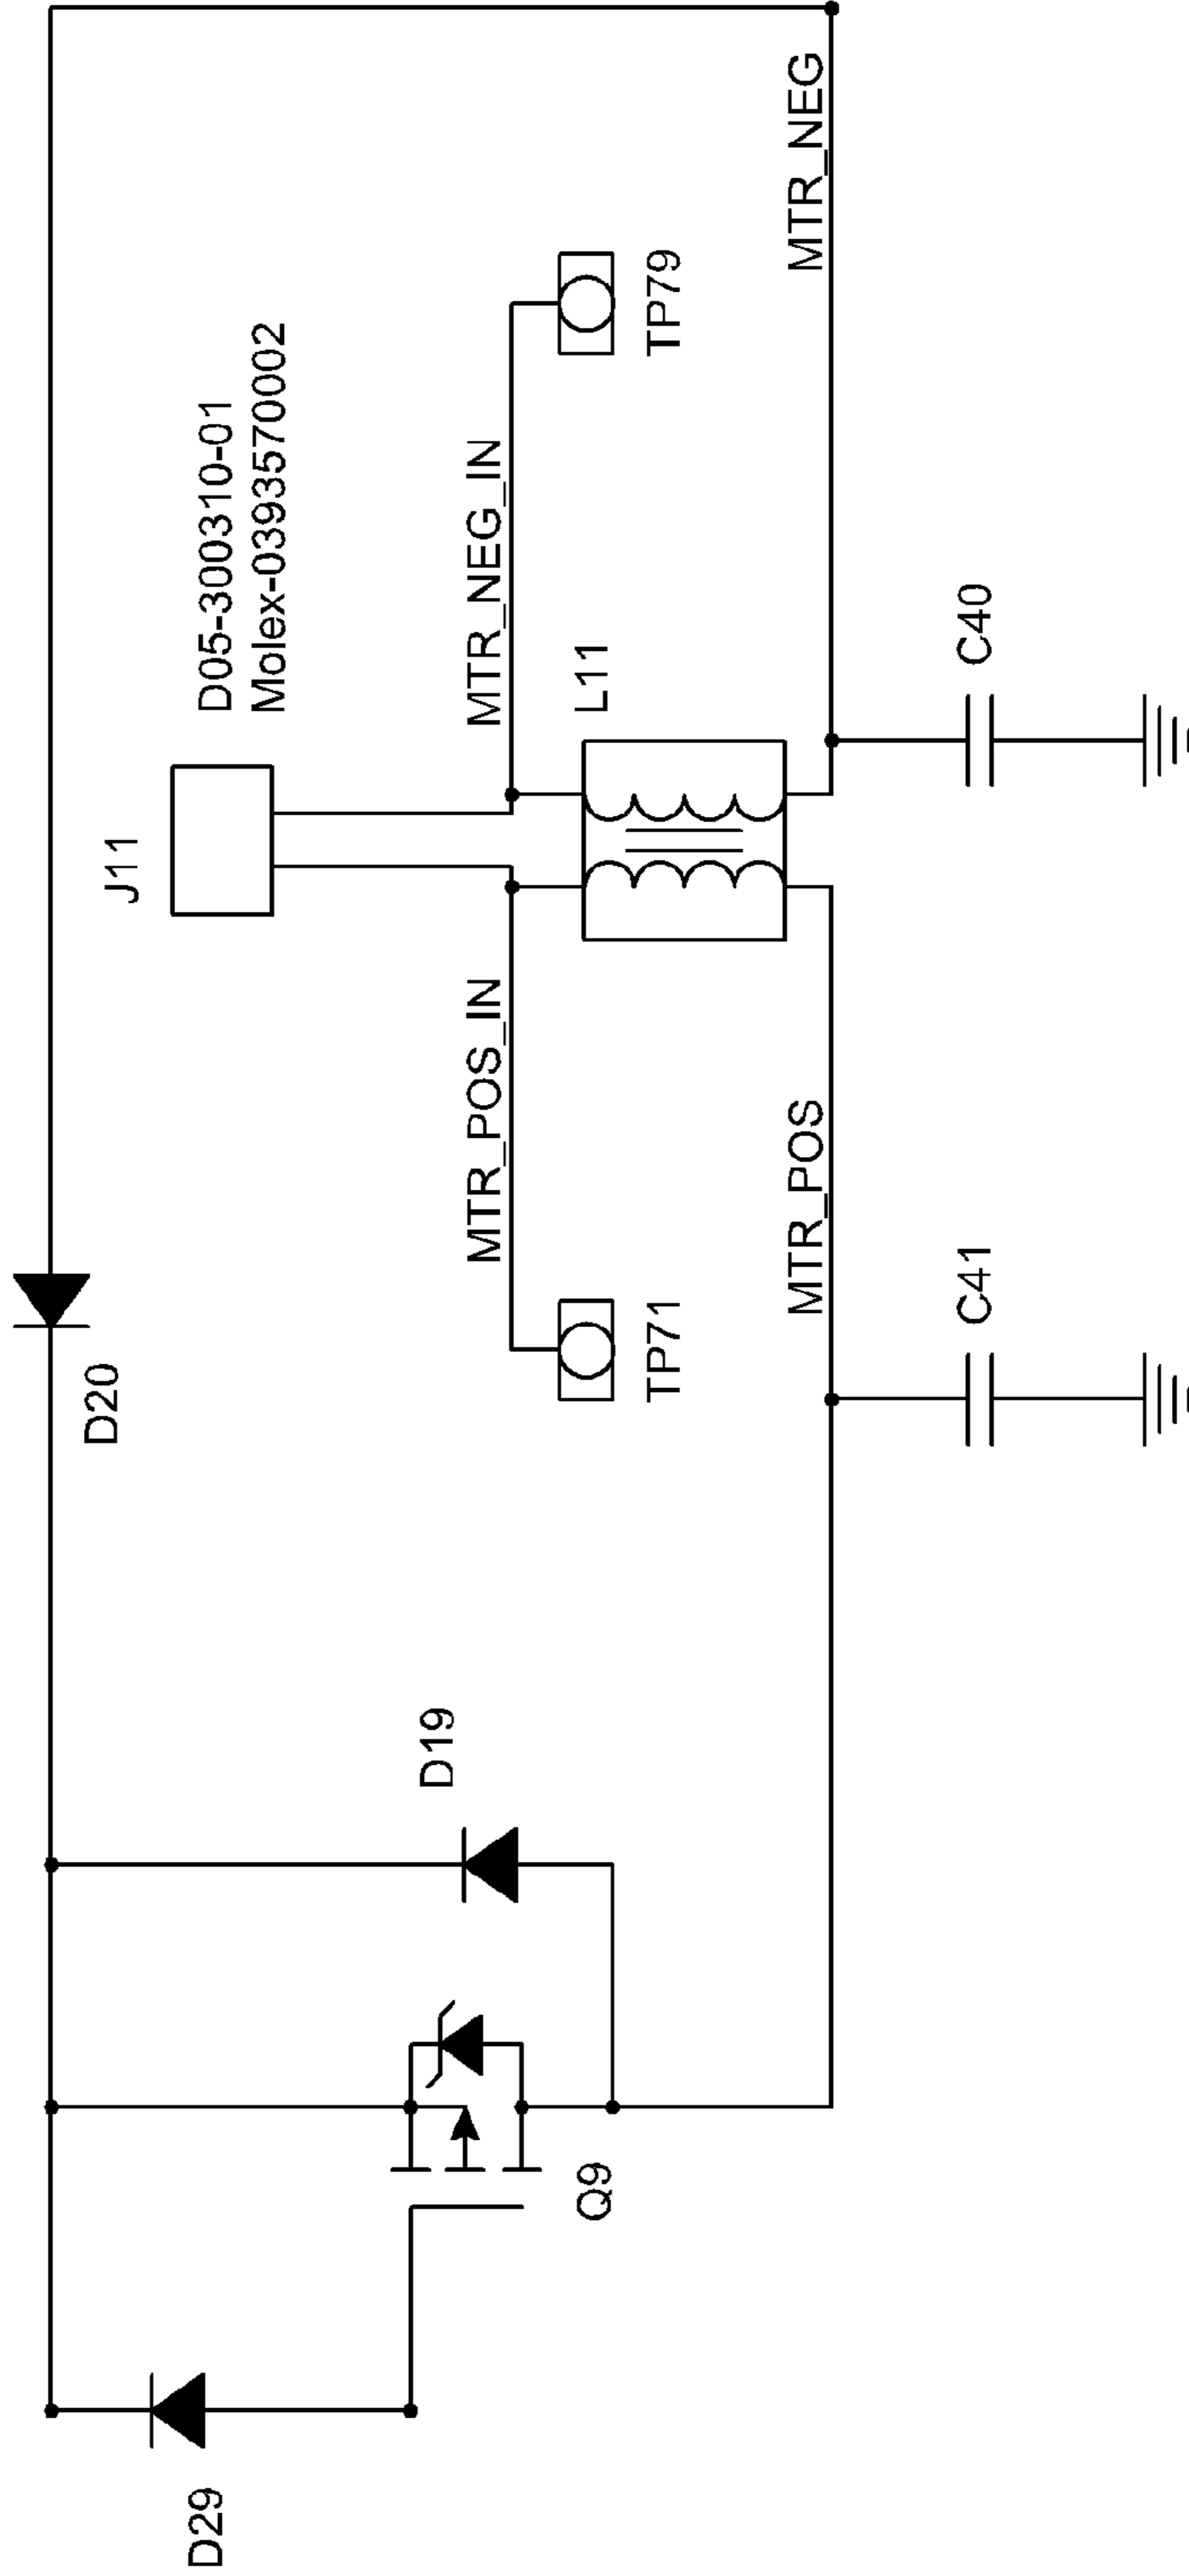 D29
Q9
D19
D20
TP71
MTR_POS_IN
MTR_POS
C41
J11
D05-300310-01
Molex-0393570002
MTR_NEG_IN
L11
C40
TP79
MTR_NEG